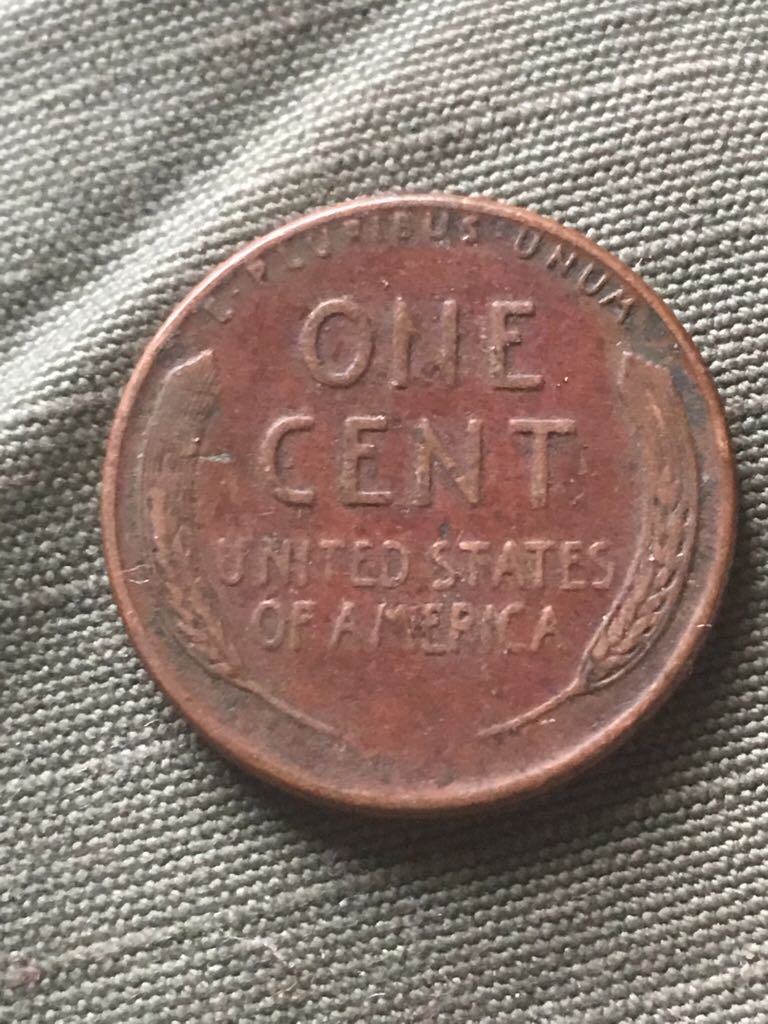 E PLURIBUS UNUM
ONE
CENT
UNITED STATES
OF AMERICA